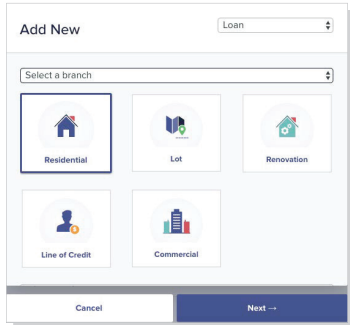 Add New
Loan
Select a branch
Residential
Lot
Renovation
Line of Credit
Commercial
Cancel
Next →